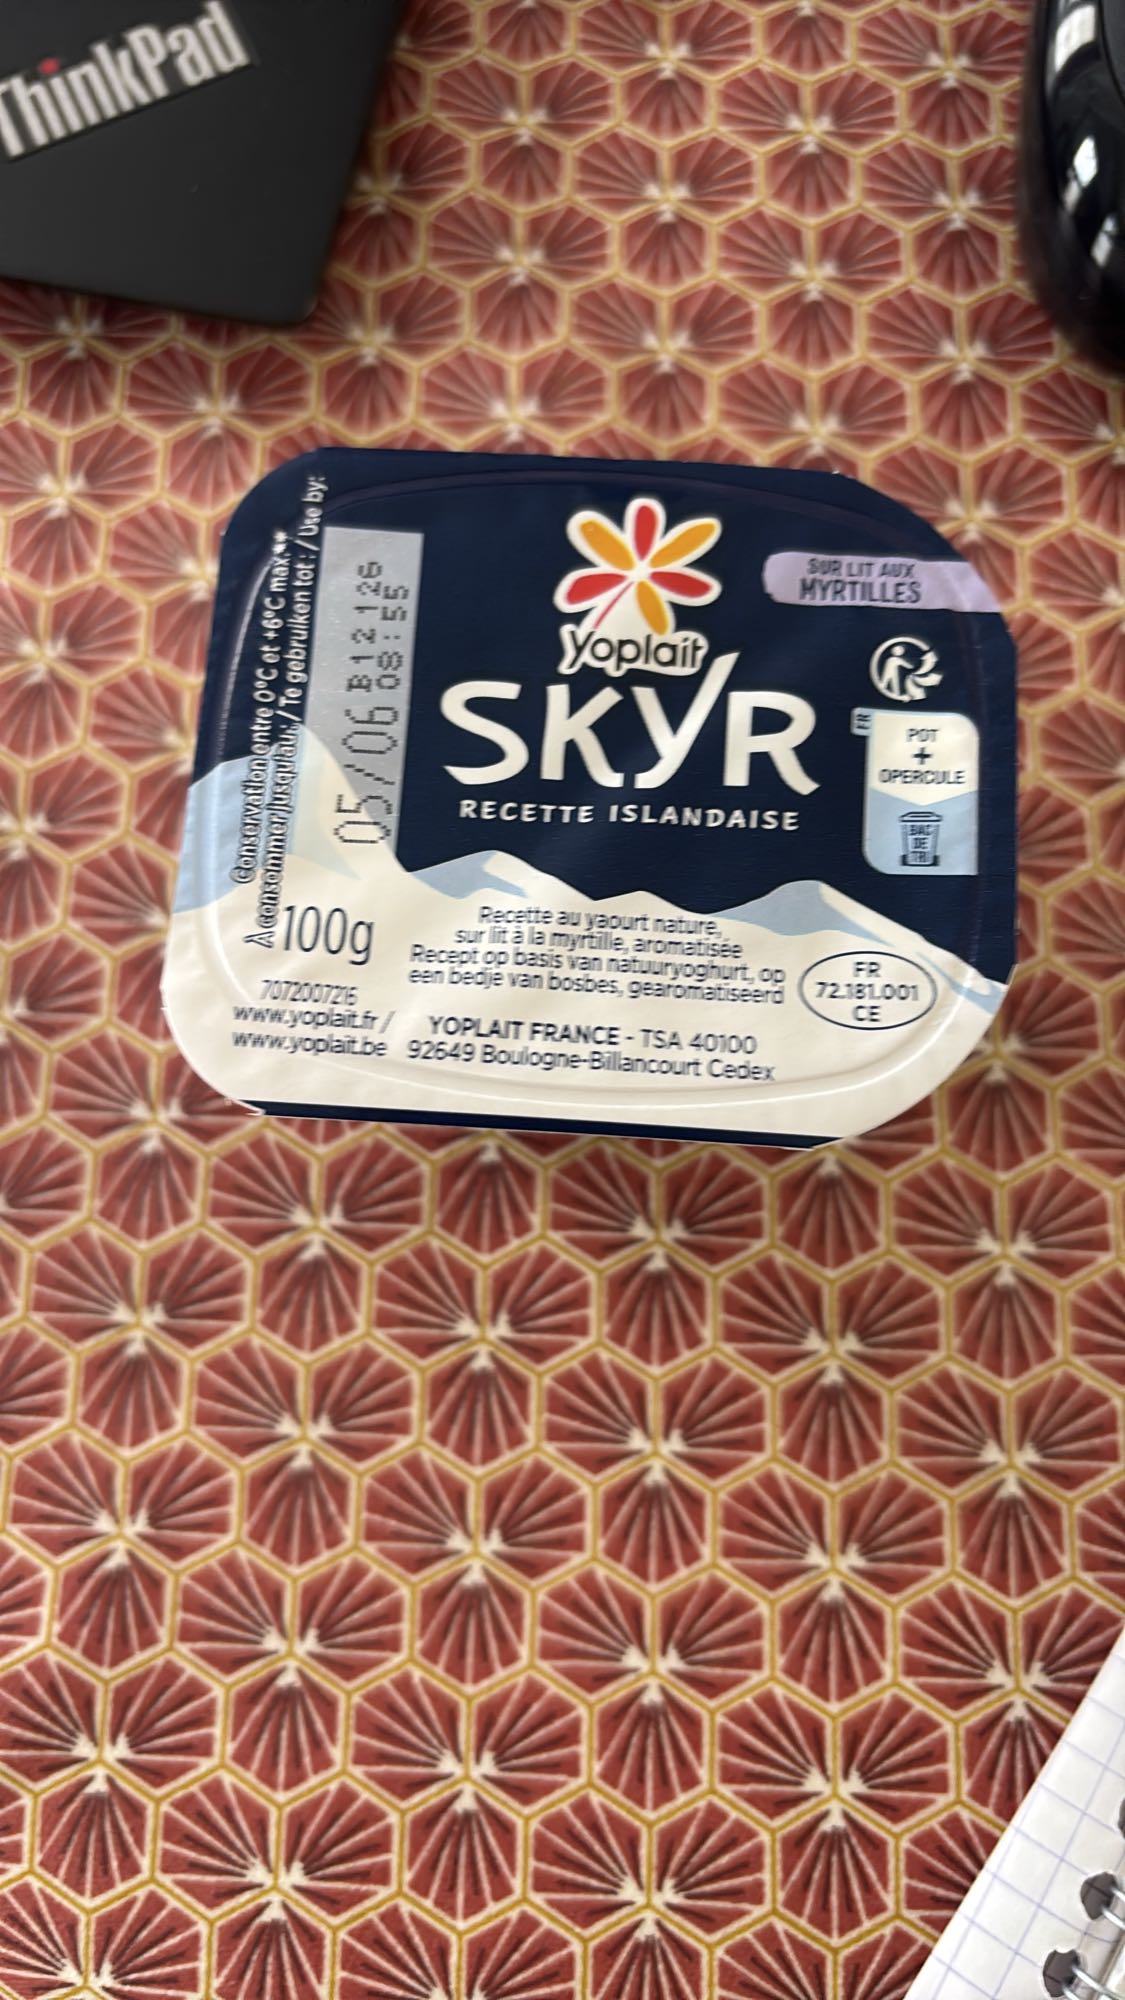 ThinkPad
Conservation entre 0°C et +6°C max.**
À consommer jusqu'au : / Te gebruiken tot : / Use by:
05/06 B12126
08:55
yoplait
SKYR
RECETTE ISLANDAISE
SUR LIT AUX
MYRTILLES
FR
POT
+
OPERCULE
BAC
DE
TRI
100g
Recette au yaourt nature,
sur lit à la myrtille, aromatisée
Recept op basis van natuuryoghurt, op
een bedje van bosbes, gearomatiseerd
FR
72.181.001
CE
7072007216
www.yoplait.fr /
www.yoplait.be
YOPLAIT FRANCE - TSA 40100
92649 Boulogne-Billancourt Cedex